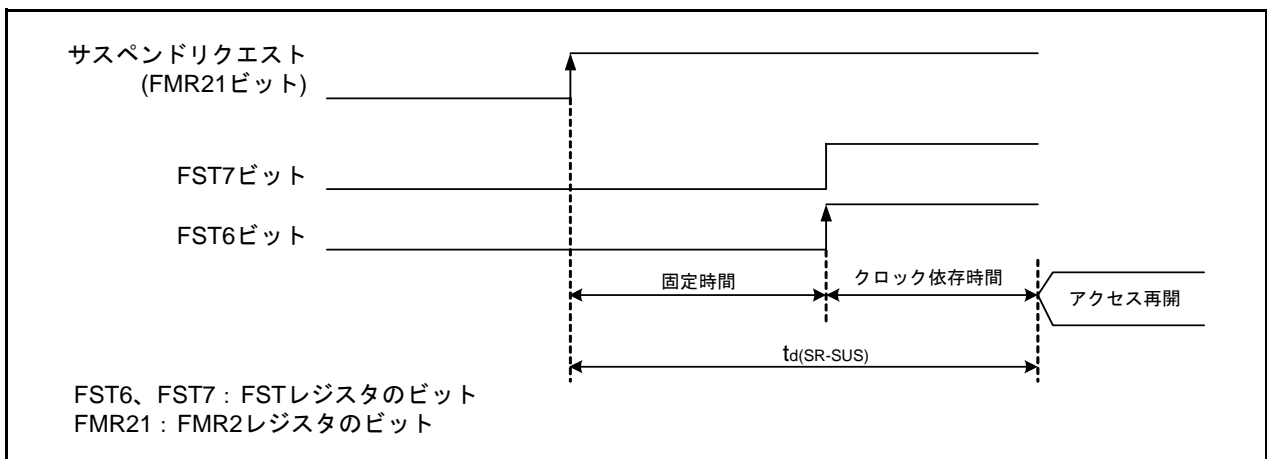 サスペンドリクエスト
(FMR21ビット)
FST7ビット
FST6ビット
固定時間
クロック依存時間
アクセス再開
td(SR-SUS)
FST6、FST7：FSTレジスタのビット
FMR21：FMR2レジスタのビット